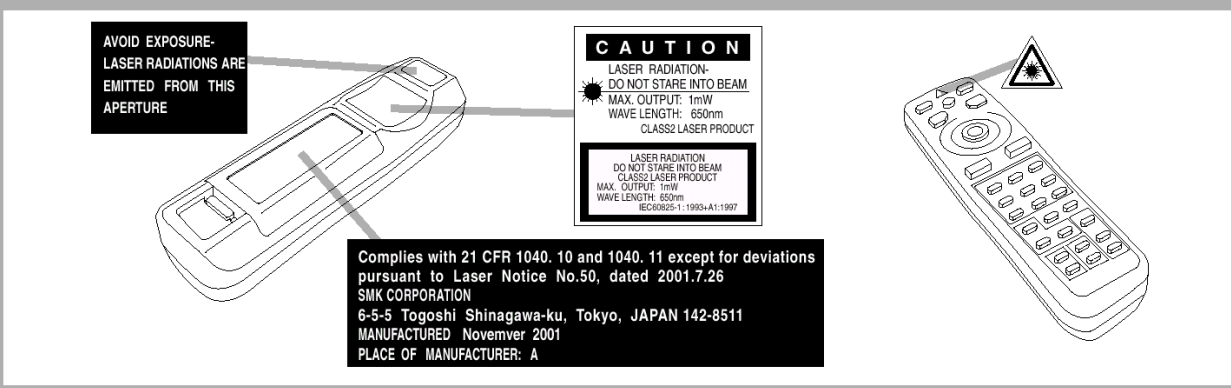 AVOID EXPOSURE-
LASER RADIATIONS ARE
EMITTED FROM THIS
APERTURE
CAUTION
LASER RADIATION-
DO NOT STARE INTO BEAM
MAX. OUTPUT: 1mW
WAVE LENGTH: 650nm
CLASS2 LASER PRODUCT
LASER RADIATION
DO NOT STARE INTO BEAM
CLASS2 LASER PRODUCT
MAX. OUTPUT: 1mW
WAVE LENGTH: 650nm
IEC60825-1:1993+A1:1997
Complies with 21 CFR 1040. 10 and 1040. 11 except for deviations
pursuant to Laser Notice No.50, dated 2001.7.26
SMK CORPORATION
6-5-5 Togoshi Shinagawa-ku, Tokyo, JAPAN 142-8511
MANUFACTURED Novemver 2001
PLACE OF MANUFACTURER: A